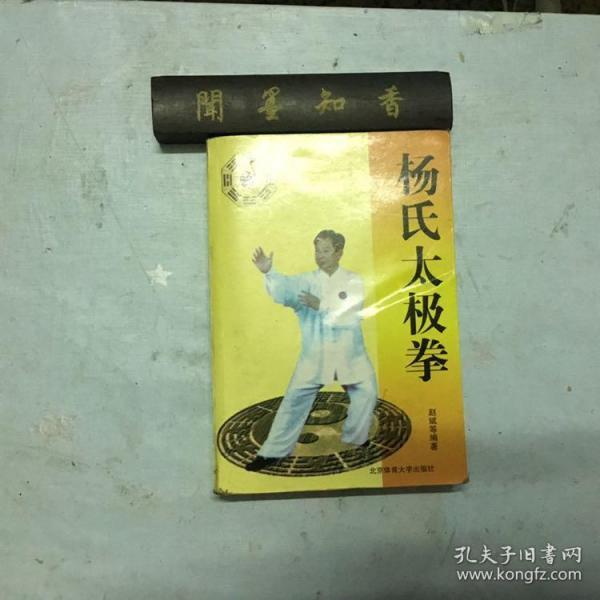 聞墨知香
杨氏太极拳
赵斌等编著
北京体育大学出版社
孔夫子旧书网
www.kongfz.com